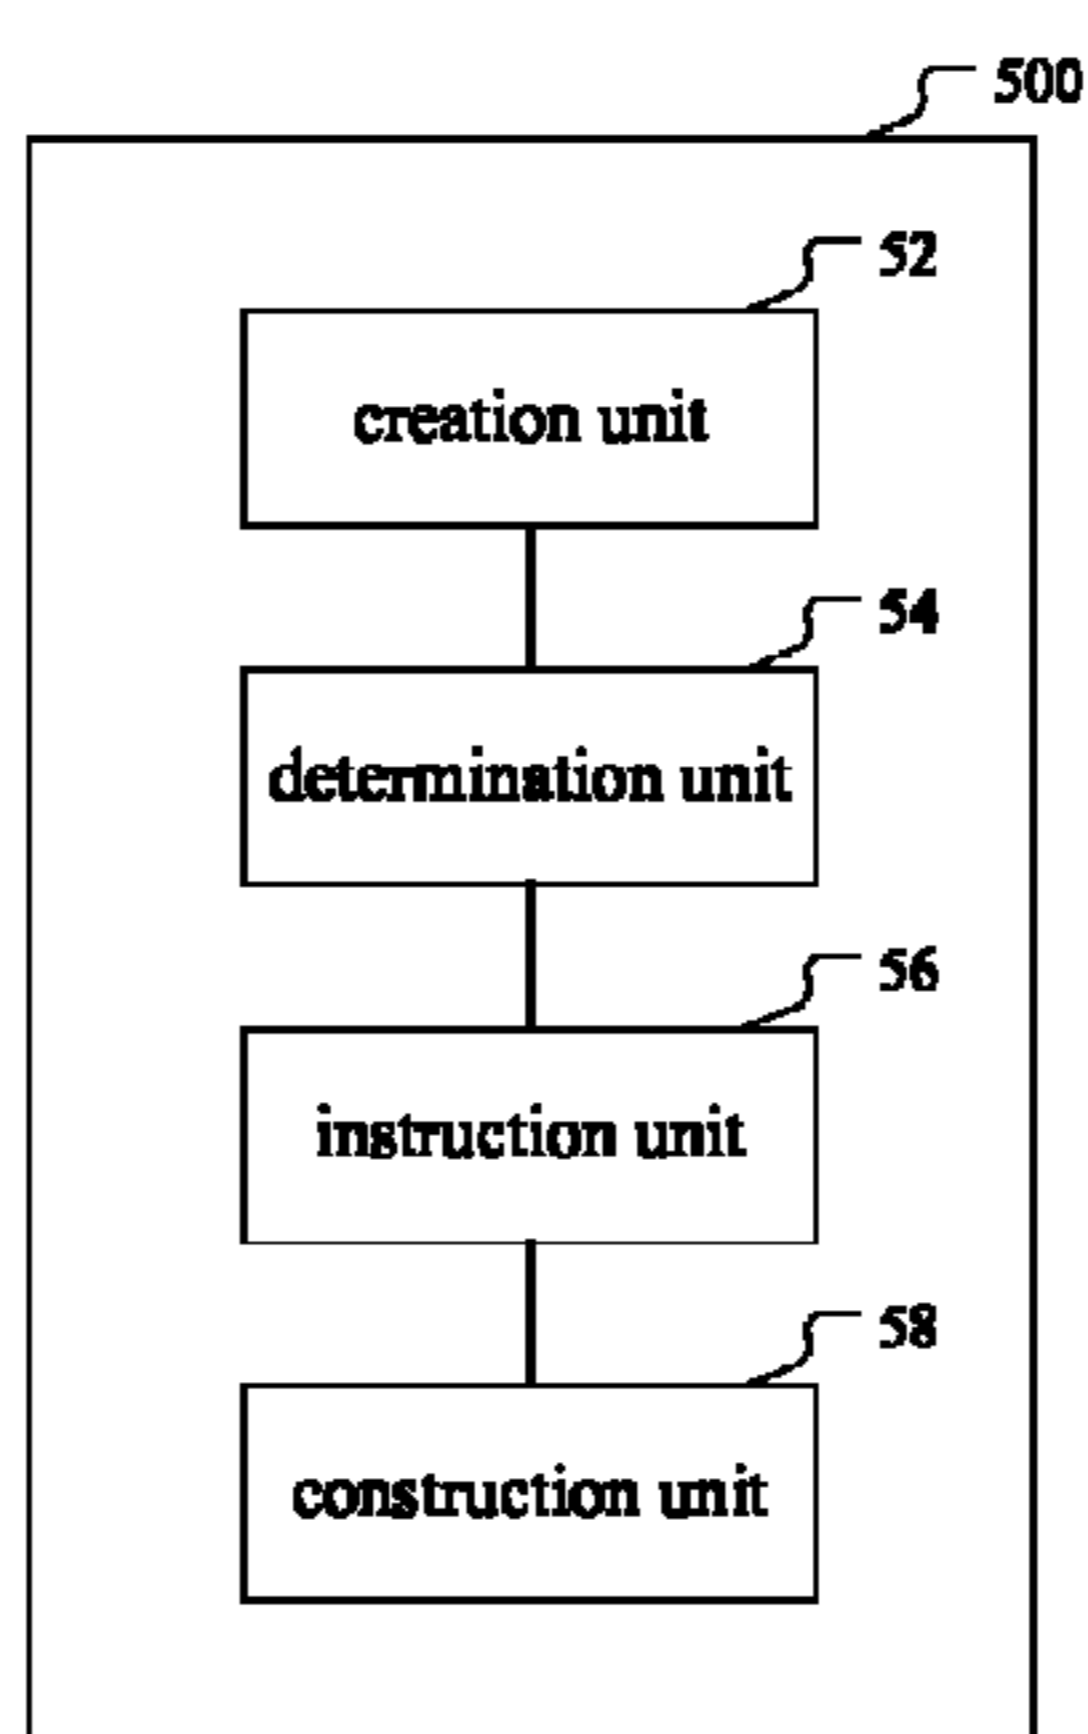 500
52
creation unit
54
determination unit
56
instruction unit
58
construction unit